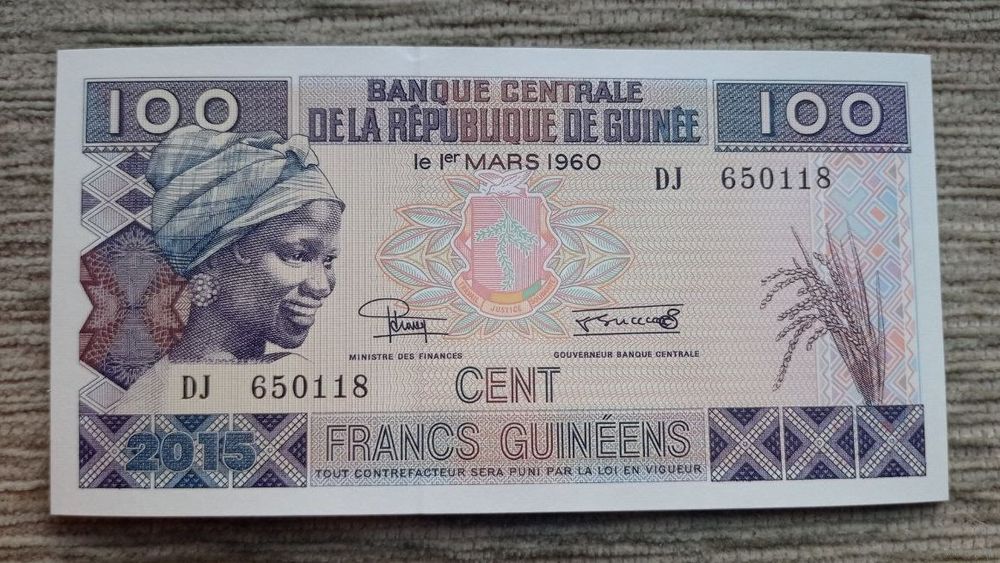 100
BANQUE CENTRALE
DE LA RÉPUBLIQUE DE GUINÉE
100
le 1er MARS 1960
DJ 650118
JUSTICE
MINISTRE DES FINANCES
GOUVERNEUR BANQUE CENTRALE
DJ 650118
CENT
2015
FRANCS GUINÉENS
TOUT CONTREFACTEUR SERA PUNI PAR LA LOI EN VIGUEUR